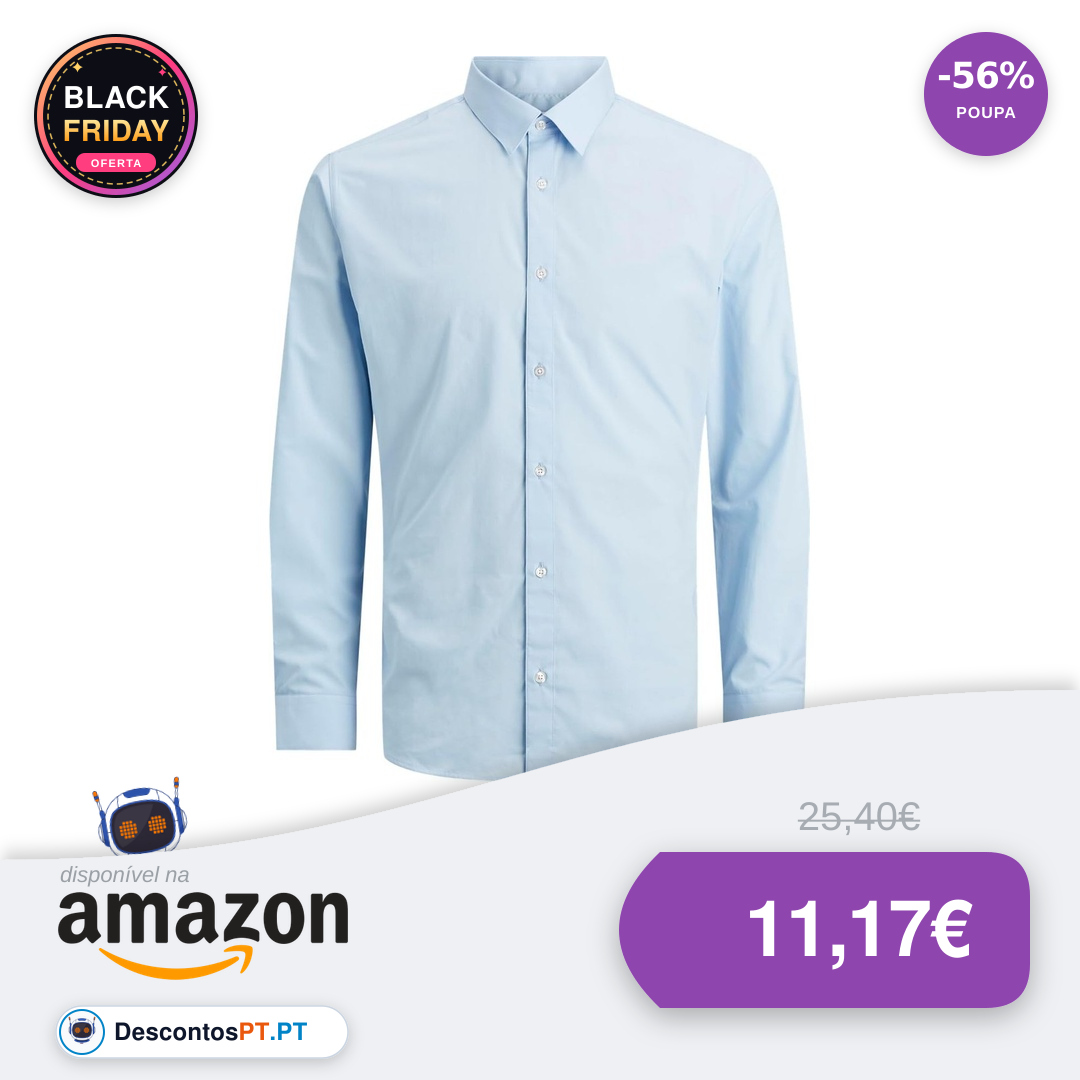 BLACK
FRIDAY
OFERTA
-56%
POUPA
25,40€
11,17€
disponível na
amazon
DescontosPT.PT